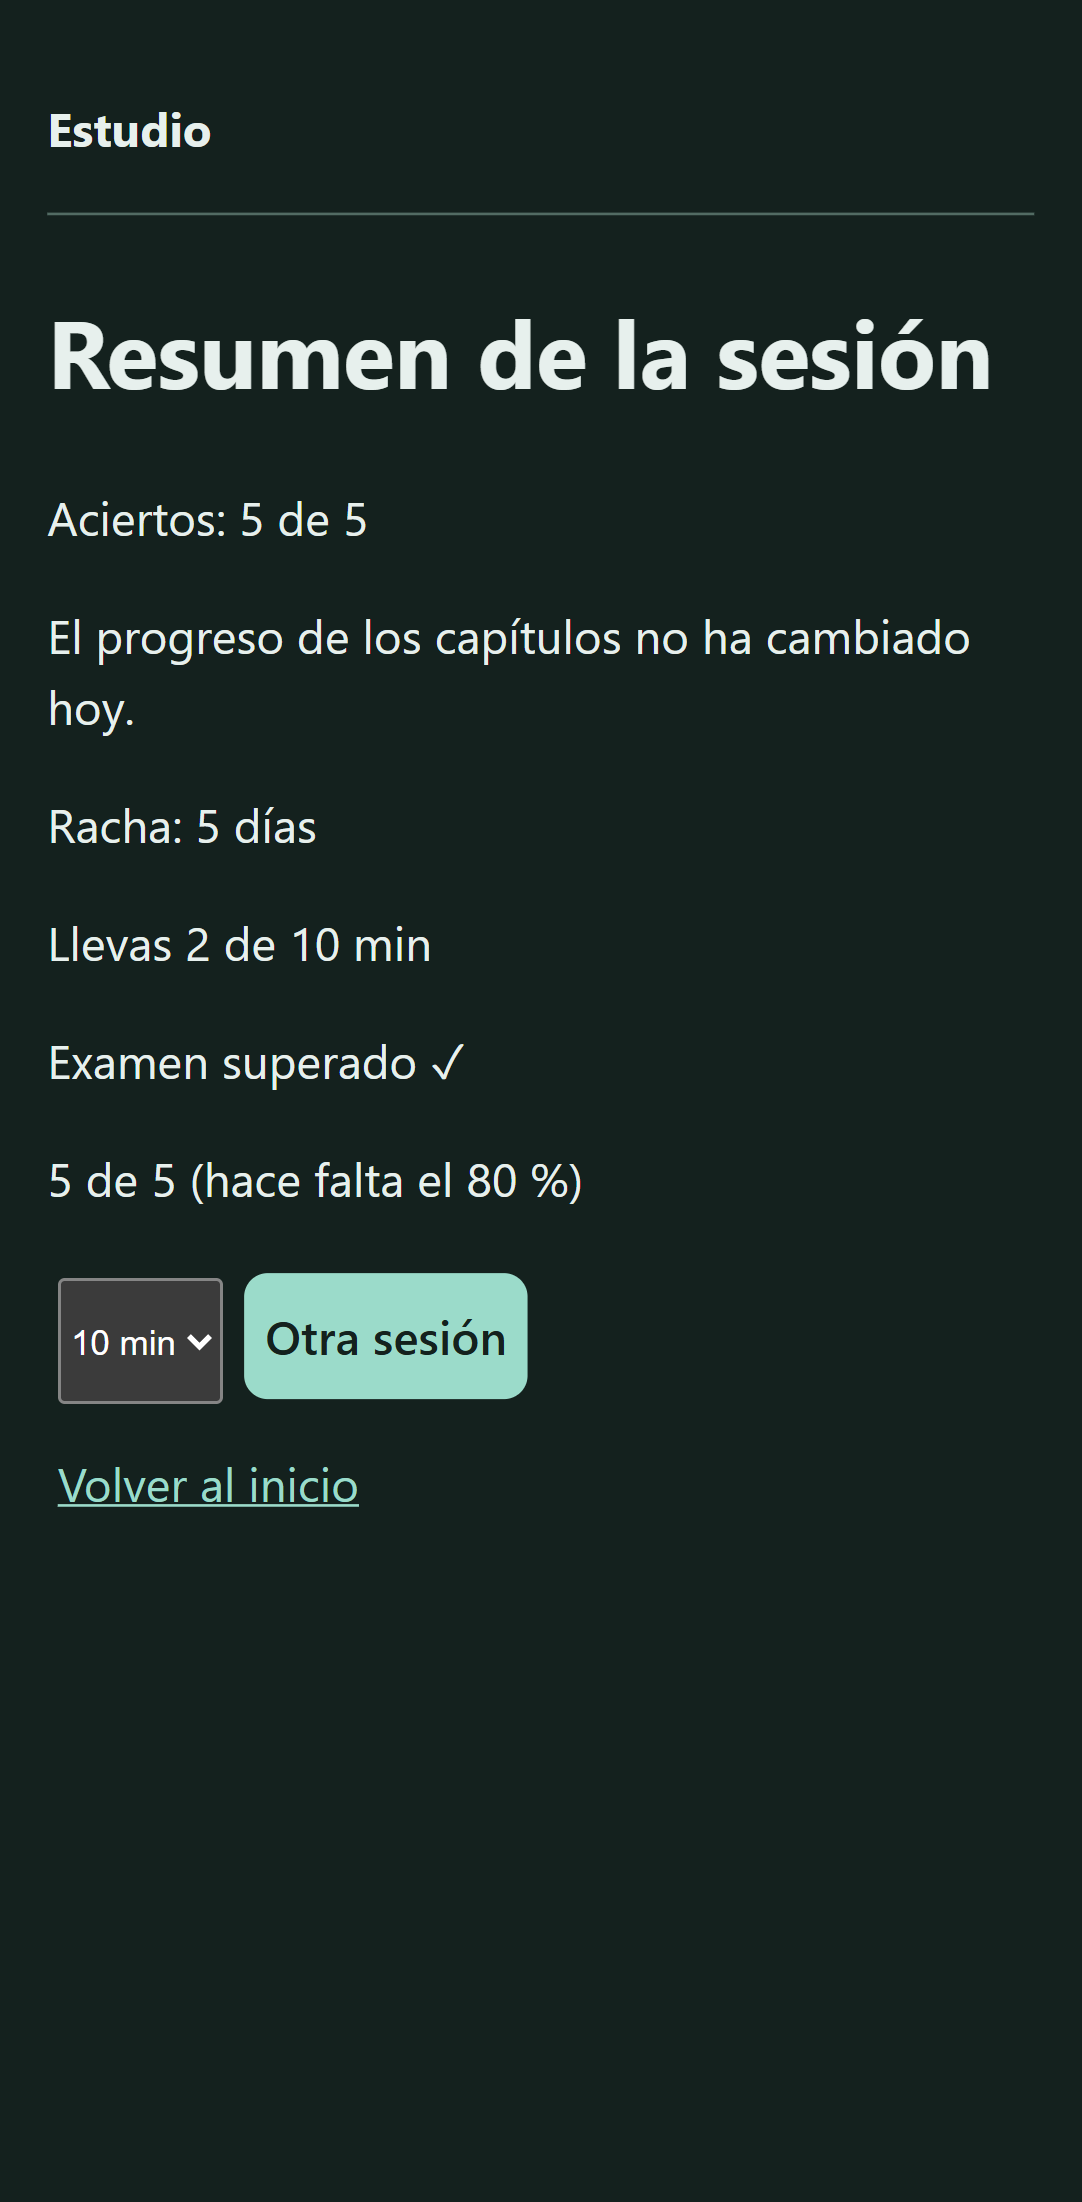 Estudio
Resumen de la sesión
Aciertos: 5 de 5
El progreso de los capítulos no ha cambiado
hoy.
Racha: 5 días
Llevas 2 de 10 min
Examen superado ✓
5 de 5 (hace falta el 80 %)
10 min
Otra sesión
Volver al inicio